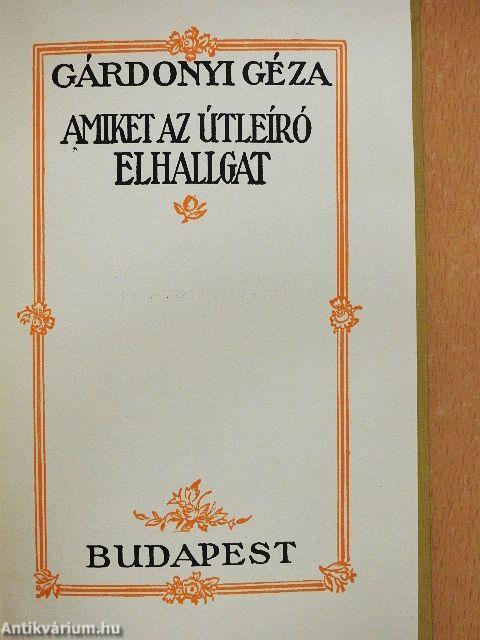 GÁRDONYI GÉZA
AMIKET AZ ÚTLEÍRÓ
ELHALLGAT
BUDAPEST
Antikvárium.hu